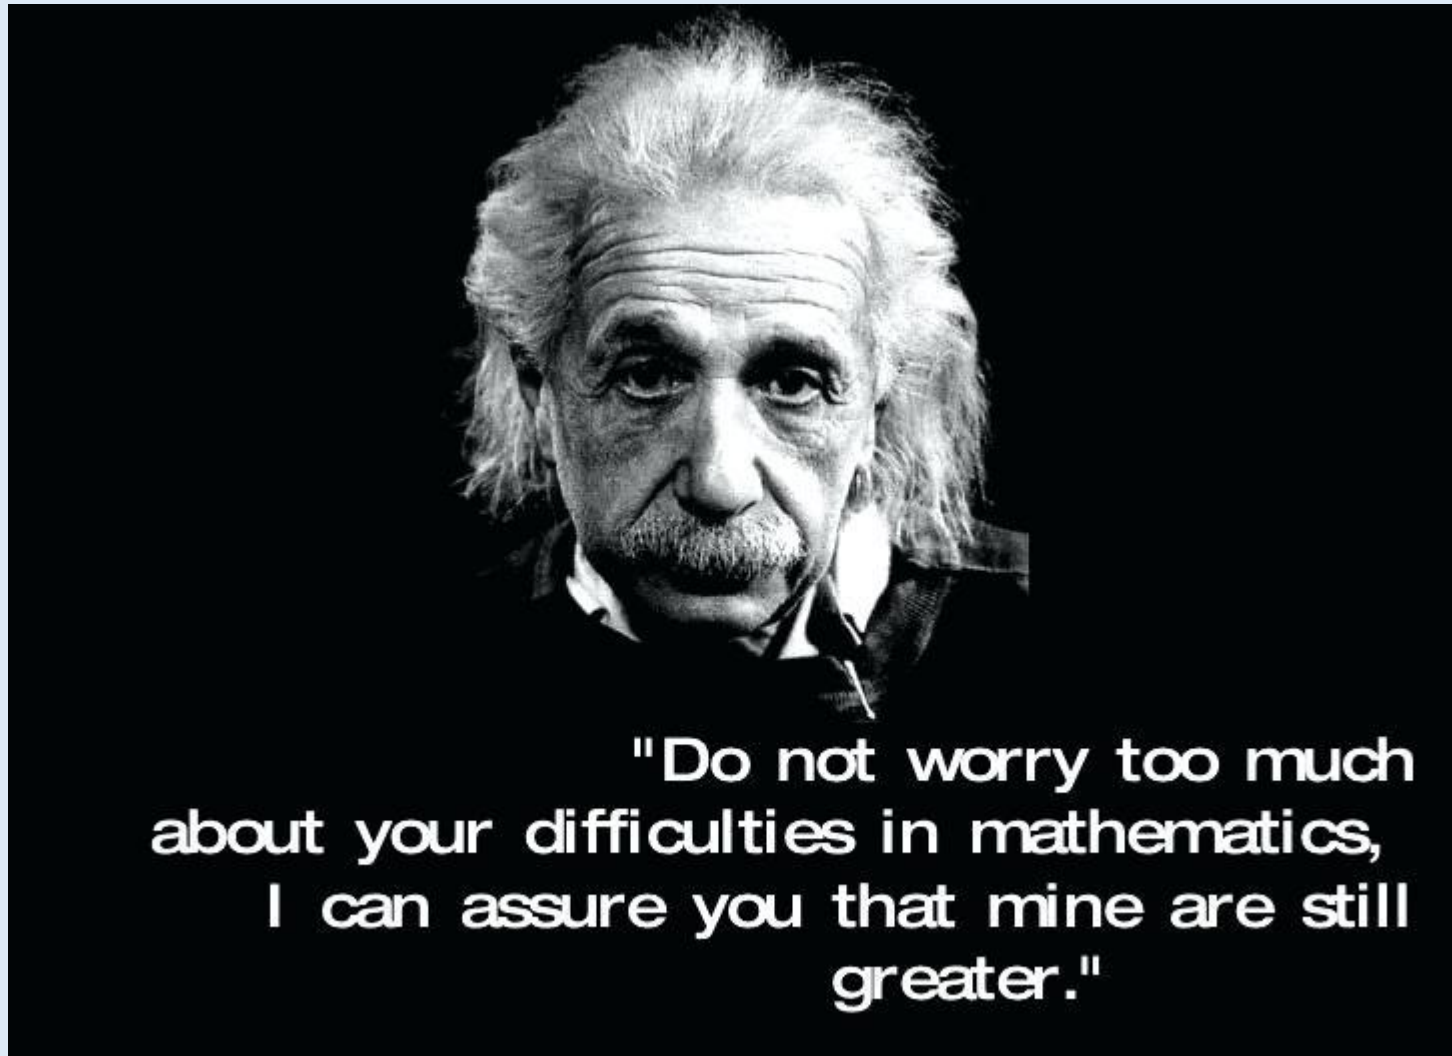 "Do not worry too much
about your difficulties in mathematics,
I can assure you that mine are still
greater."